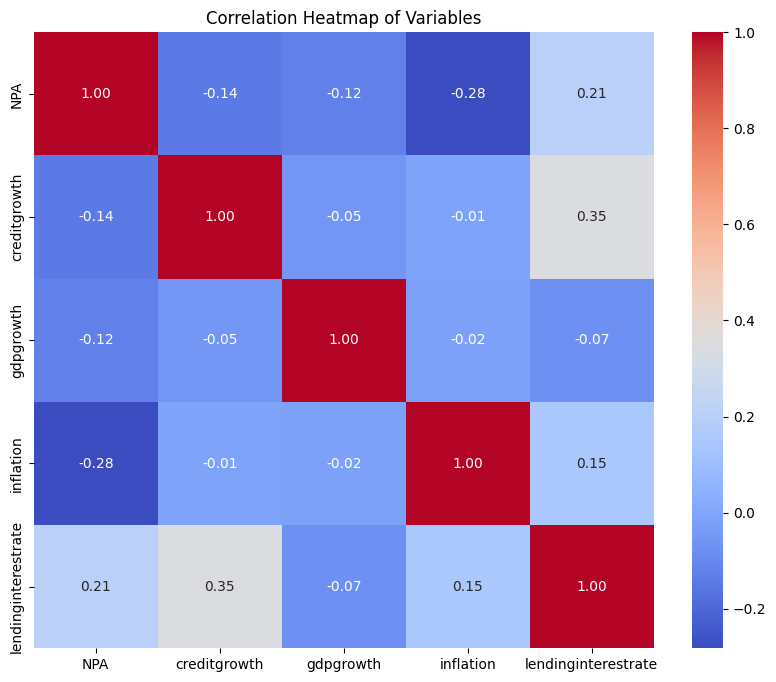 Correlation Heatmap of Variables
NPA 1.00 -0.14 -0.12 -0.28 0.21
creditgrowth -0.14 1.00 -0.05 -0.01 0.35
gdpgrowth -0.12 -0.05 1.00 -0.02 -0.07
inflation -0.28 -0.01 -0.02 1.00 0.15
lendinginterestrate 0.21 0.35 -0.07 0.15 1.00
NPA creditgrowth gdpgrowth inflation lendinginterestrate
1.0
0.8
0.6
0.4
0.2
0.0
−0.2